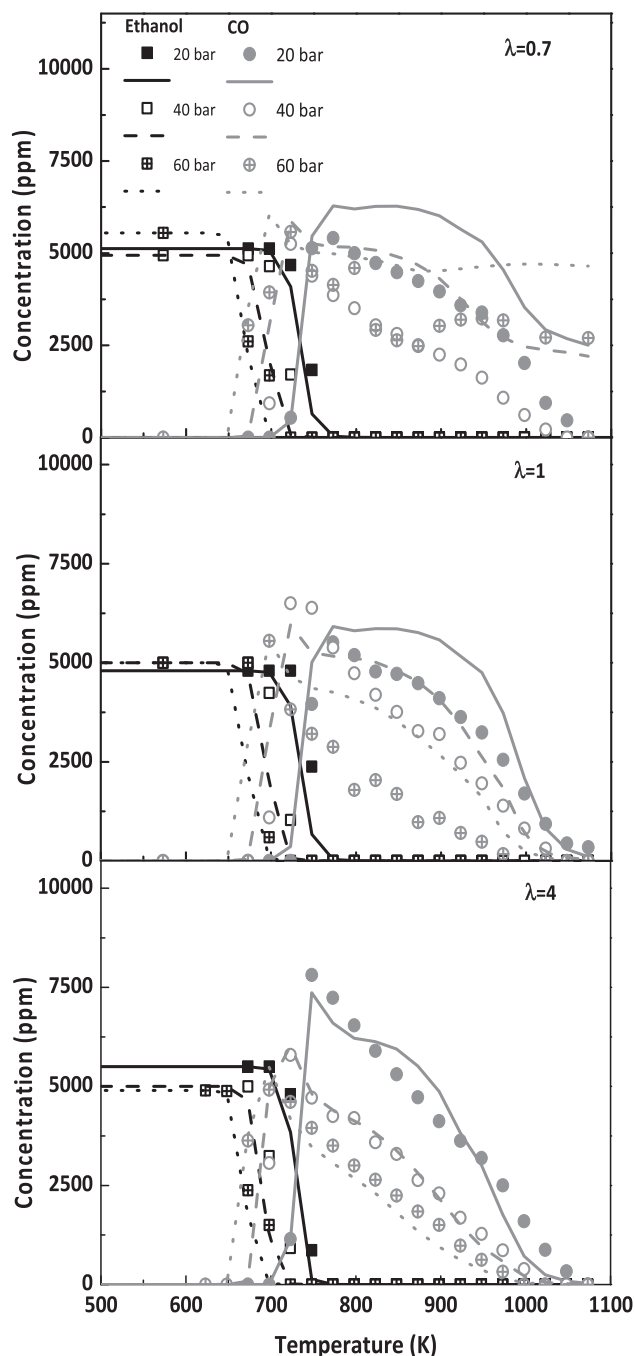 Ethanol CO
20 bar 20 bar
λ=0.7
40 bar 40 bar
60 bar 60 bar
10000
7500
5000
2500
0
Concentration (ppm)
λ=1
10000
7500
5000
2500
0
Concentration (ppm)
λ=4
10000
7500
5000
2500
0
Concentration (ppm)
500 600 700 800 900 1000 1100
Temperature (K)